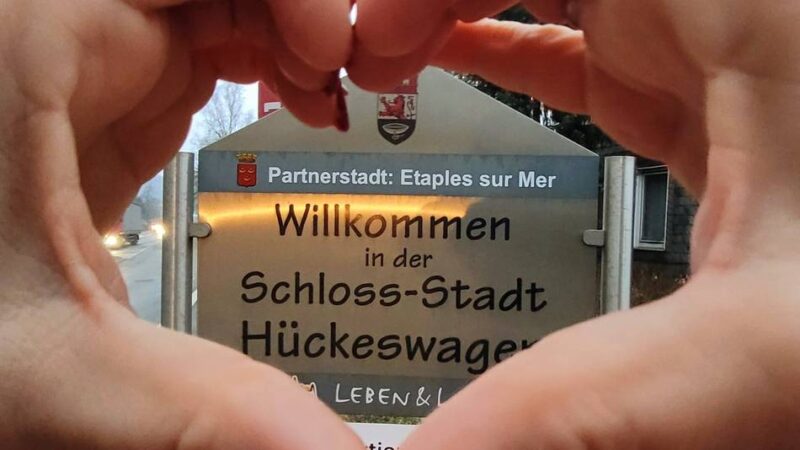 Partnerstadt: Etaples sur Mer
Willkommen
in der
Schloss-Stadt
Hückeswagen
LEBEN &